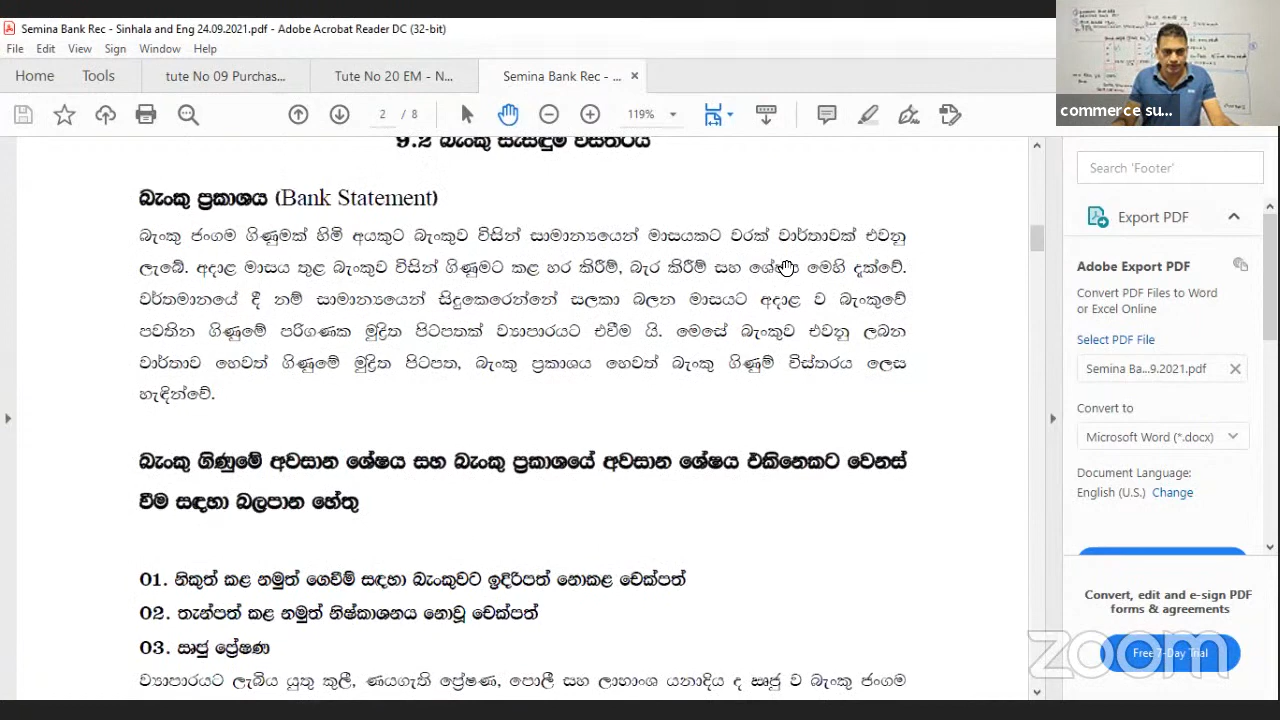 Semina Bank Rec - Sinhala and Eng 24.09.2021.pdf - Adobe Acrobat Reader DC (32-bit)
File Edit View Sign Window Help
Home Tools tute No 09 Purchas... Tute No 20 EM - N... Semina Bank Rec - ... ×
2 / 8 119%
commerce su...
9.2 බැංකු සැසඳුම් විස්තරය
බැංකු ප්‍රකාශය (Bank Statement)
බැංකු ජංගම ගිණුමක් හිමි අයකුට බැංකුව විසින් සාමාන්‍යයෙන් මාසයකට වරක් වාර්තාවක් එවනු
ලැබේ. අදාළ මාසය තුළ බැංකුව විසින් ගිණුමට කළ හර කිරීම්, බැර කිරීම් සහ ශේෂය මෙහි දැක්වේ.
වර්තමානයේ දී නම් සාමාන්‍යයෙන් සිදුකෙරෙන්නේ සලකා බලන මාසයට අදාළ ව බැංකුවේ
පවතින ගිණුමේ පරිගණක මුද්‍රිත පිටපතක් ව්‍යාපාරයට එවීම යි. මෙසේ බැංකුව එවනු ලබන
වාර්තාව හෙවත් ගිණුමේ මුද්‍රිත පිටපත, බැංකු ප්‍රකාශය හෙවත් බැංකු ගිණුම් විස්තරය ලෙස
හැඳින්වේ.
බැංකු ගිණුමේ අවසාන ශේෂය සහ බැංකු ප්‍රකාශයේ අවසාන ශේෂය එකිනෙකට වෙනස්
වීම සඳහා බලපාන හේතු
01. නිකුත් කළ නමුත් ගෙවීම් සඳහා බැංකුවට ඉදිරිපත් නොකළ චෙක්පත්
02. තැන්පත් කළ නමුත් නිෂ්කාශනය නොවූ චෙක්පත්
03. සෘජු ප්‍රේෂණ
ව්‍යාපාරයට ලැබිය යුතු කුලී, ණයගැති ප්‍රේෂණ, පොලී සහ ලාභාංශ යනාදිය ද සෘජු ව බැංකු ජංගම
Search 'Footer'
Export PDF
Adobe Export PDF
Convert PDF Files to Word
or Excel Online
Select PDF File
Semina Ba...9.2021.pdf
Convert to
Microsoft Word (*.docx)
Document Language:
English (U.S.) Change
Convert, edit and e-sign PDF
forms & agreements
Free 7-Day Trial
zoom